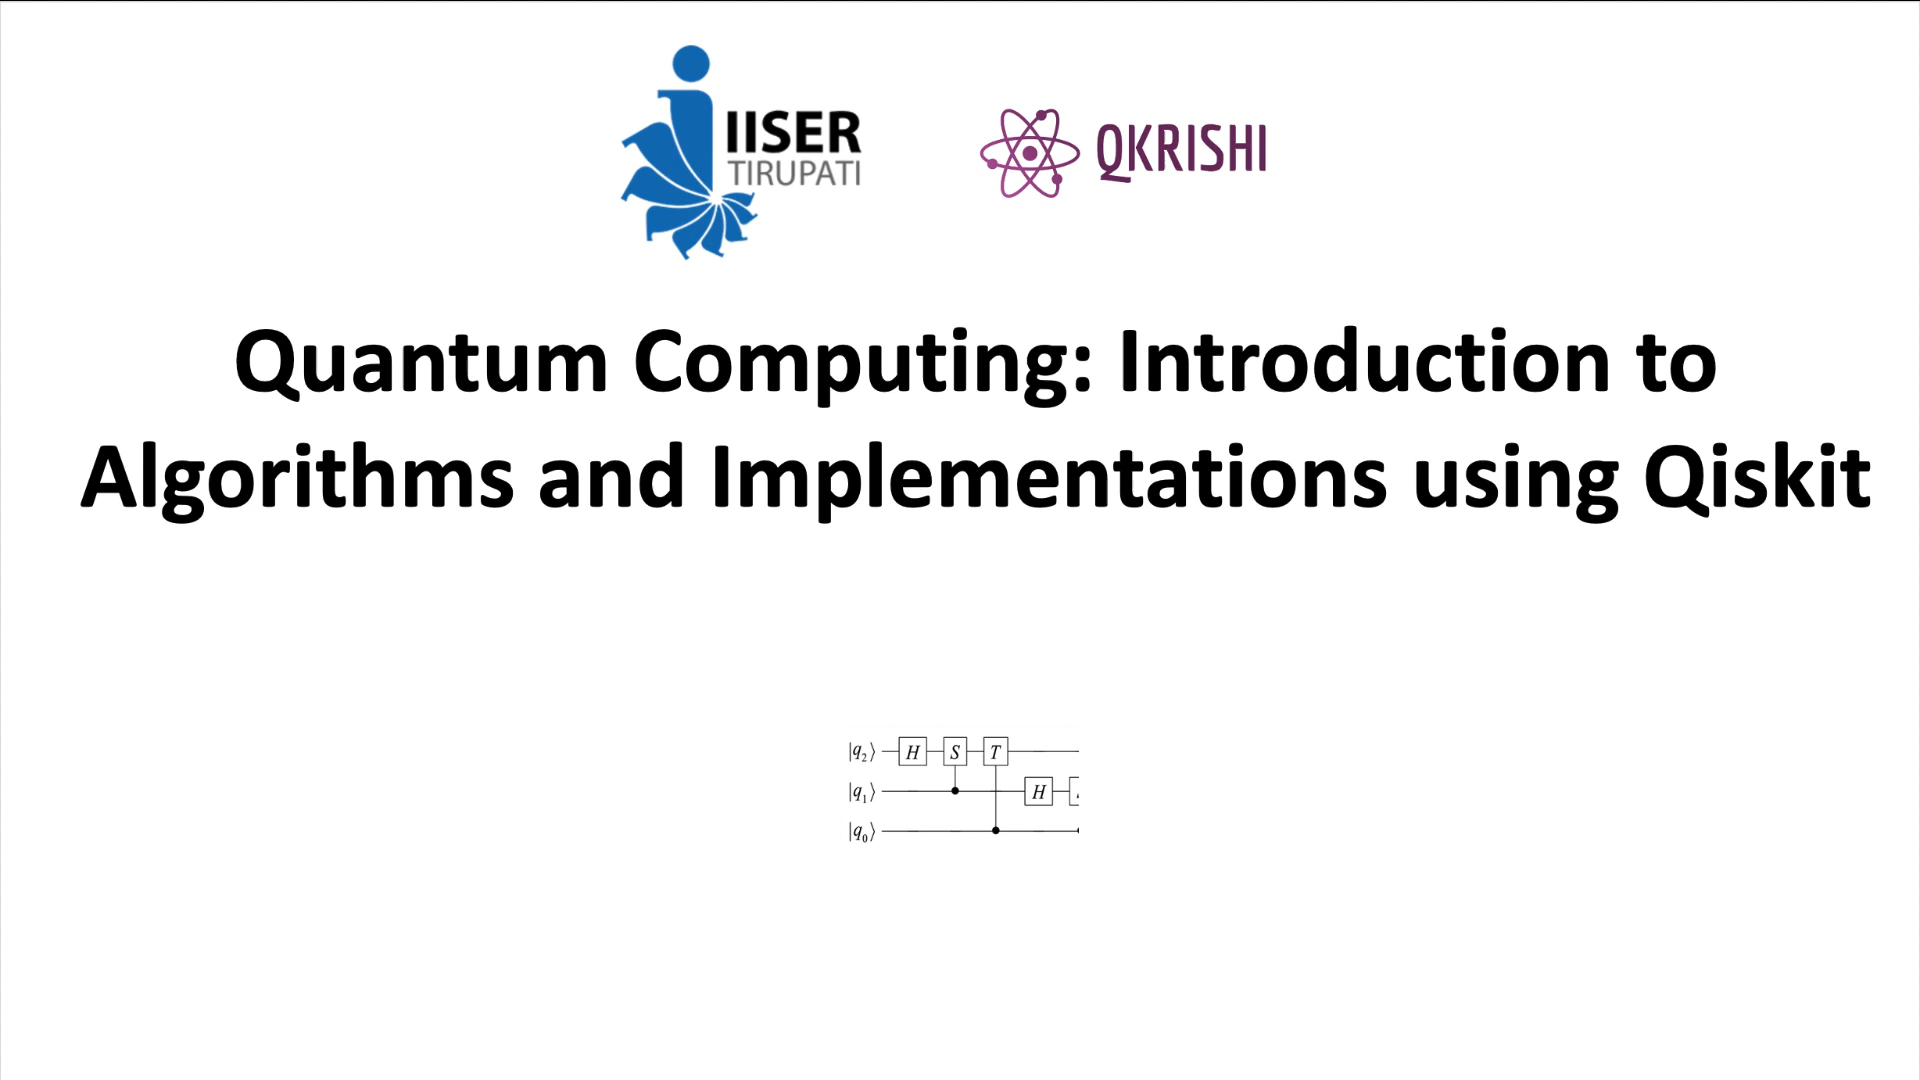 IISER
TIRUPATI
QKRISHI
Quantum Computing: Introduction to
Algorithms and Implementations using Qiskit
|q₂⟩ H S T
|q₁⟩ H
|q₀⟩